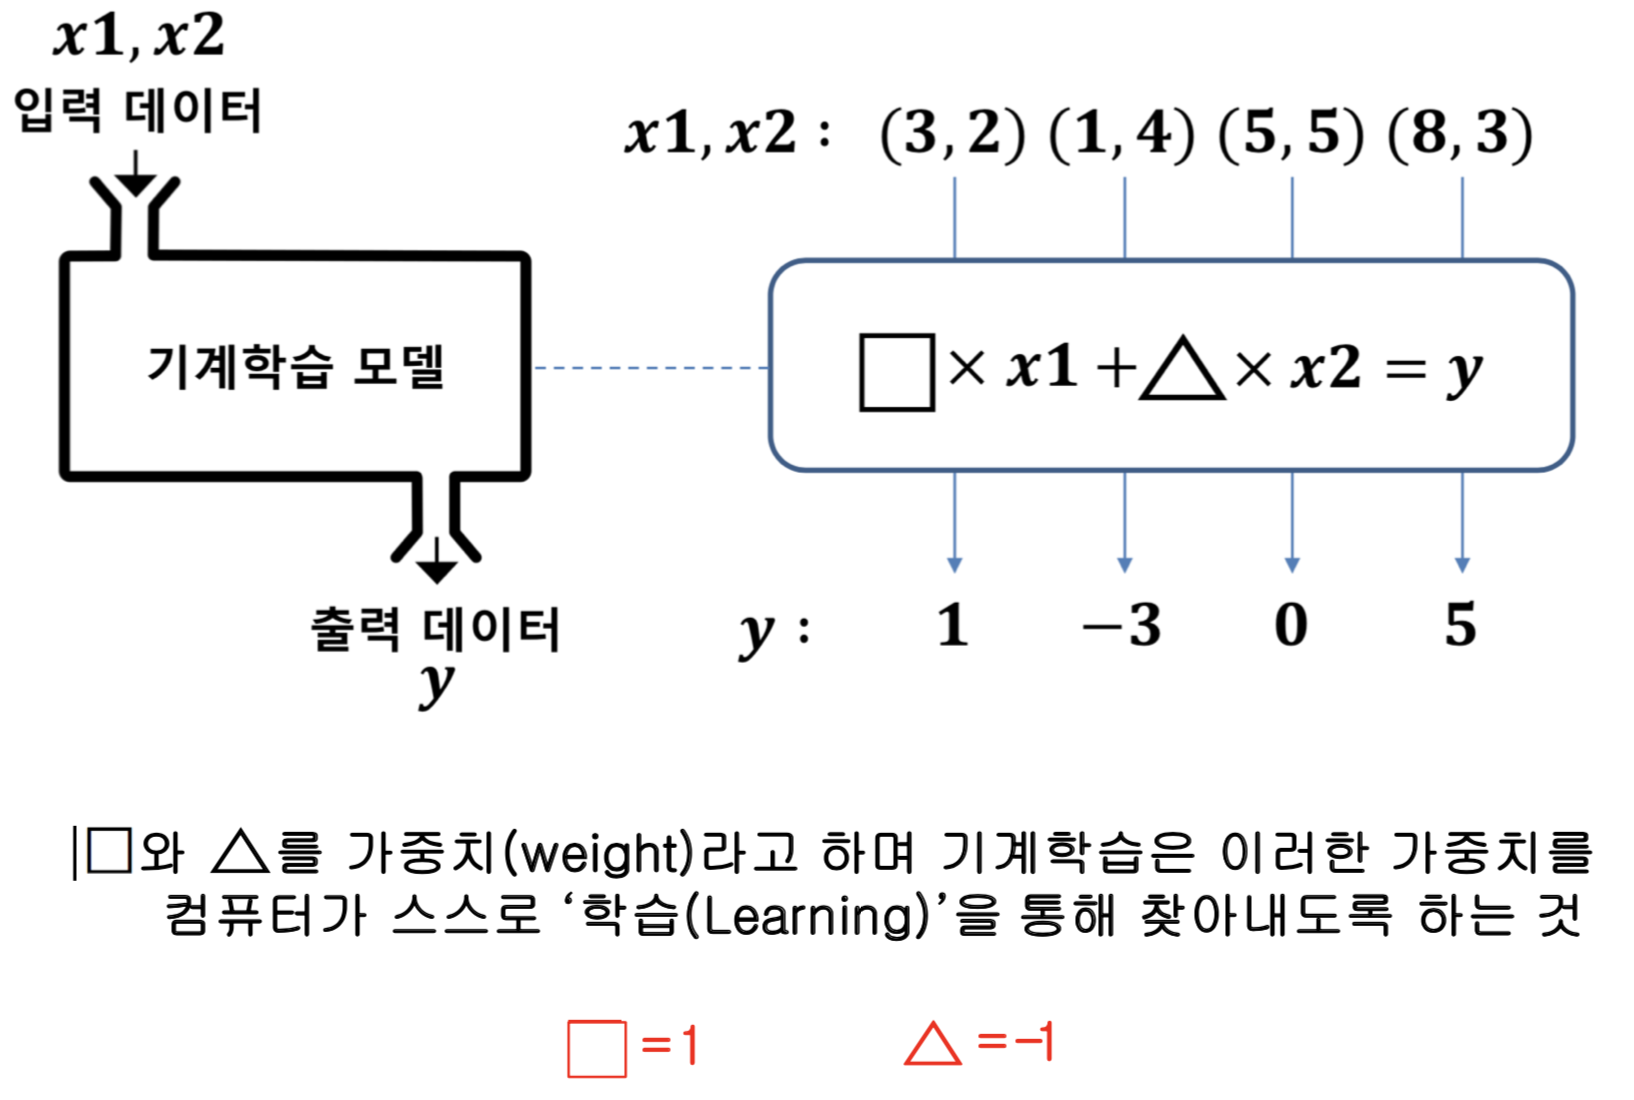 x1, x2
입력 데이터
x1, x2 : (3, 2) (1, 4) (5, 5) (8, 3)
기계학습 모델
□ × x1 + △ × x2 = y
출력 데이터
y
y : 1 −3 0 5
□와 △를 가중치(weight)라고 하며 기계학습은 이러한 가중치를
컴퓨터가 스스로 ‘학습(Learning)’을 통해 찾아내도록 하는 것
□ = 1 △ = -1